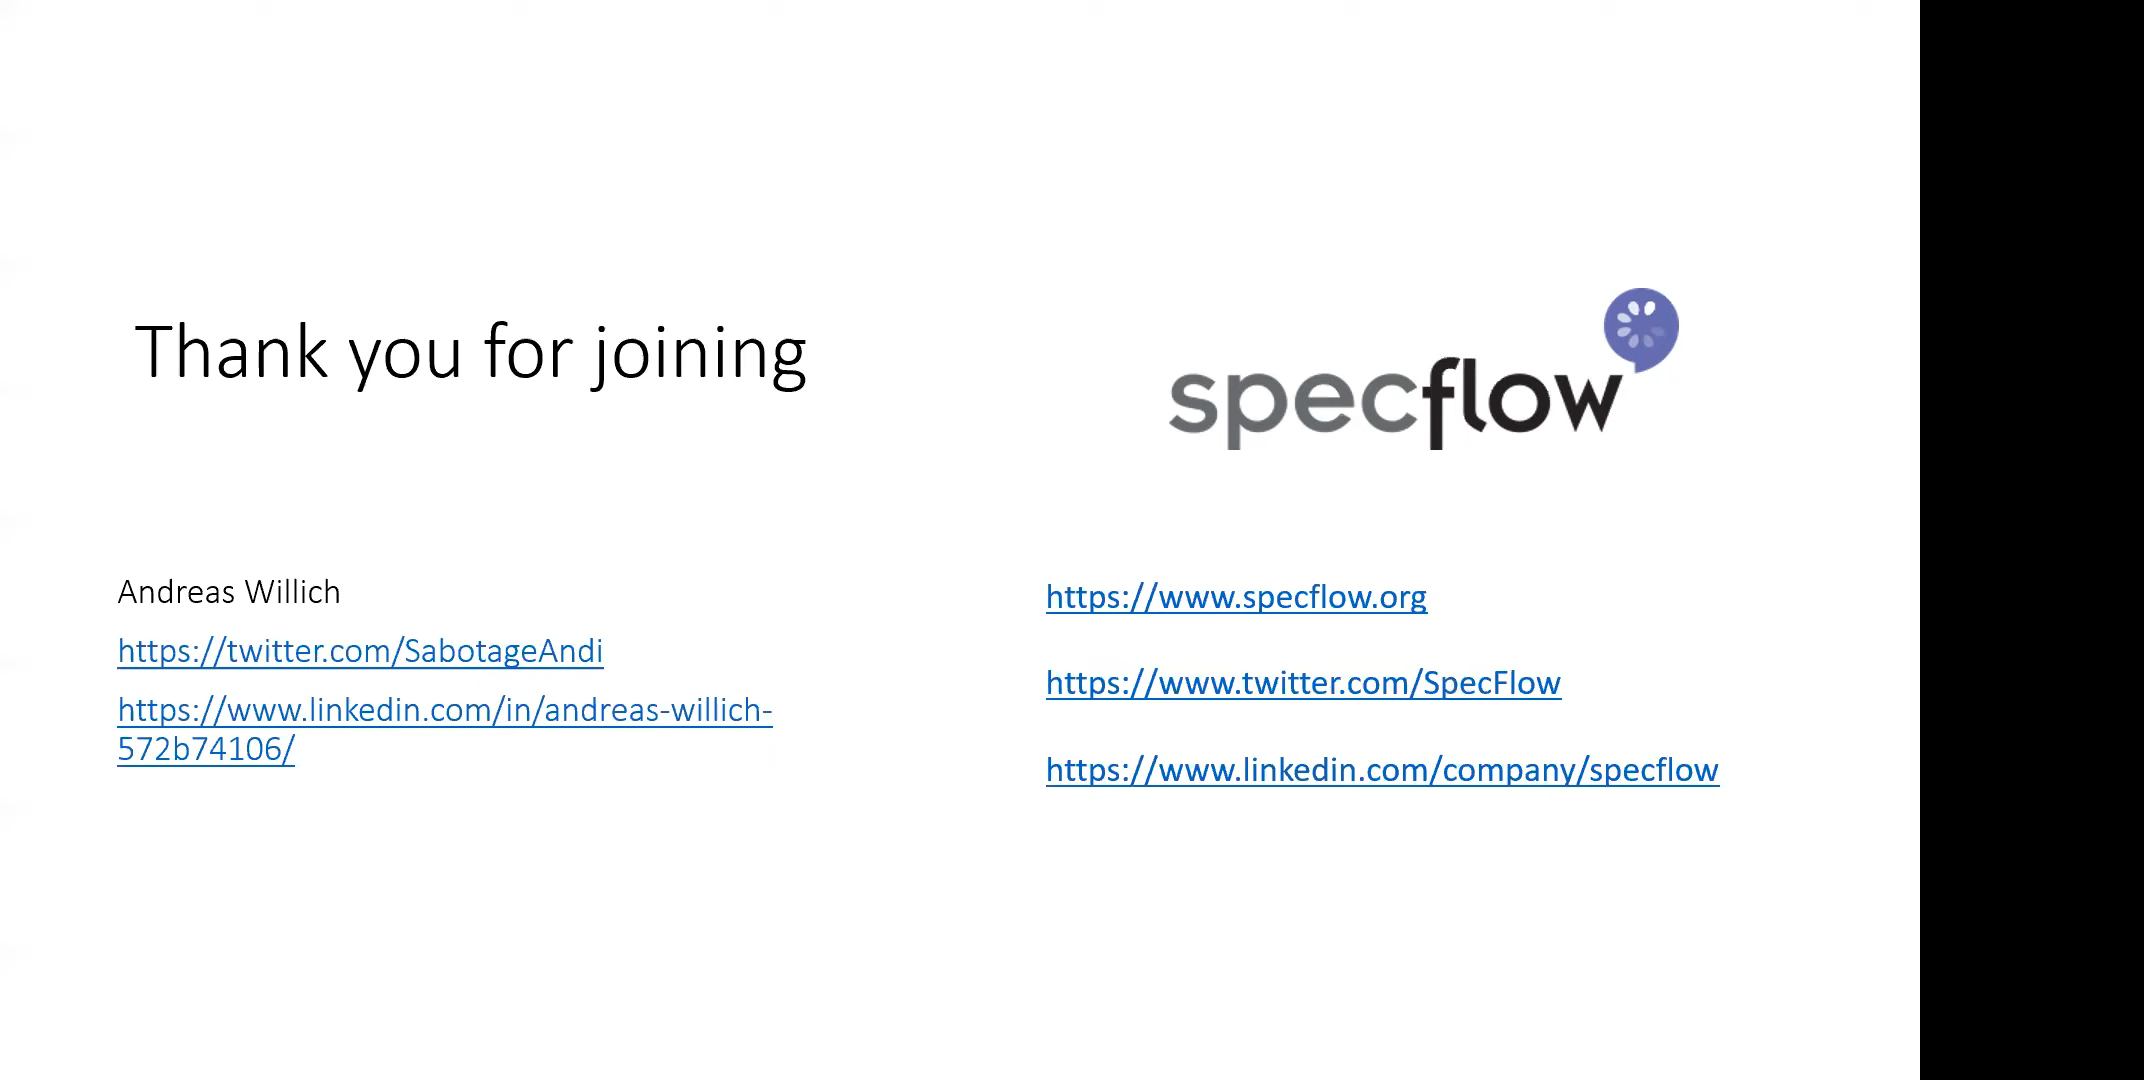 Thank you for joining
specflow
Andreas Willich
https://twitter.com/SabotageAndi
https://www.linkedin.com/in/andreas-willich-
572b74106/
https://www.specflow.org
https://www.twitter.com/SpecFlow
https://www.linkedin.com/company/specflow